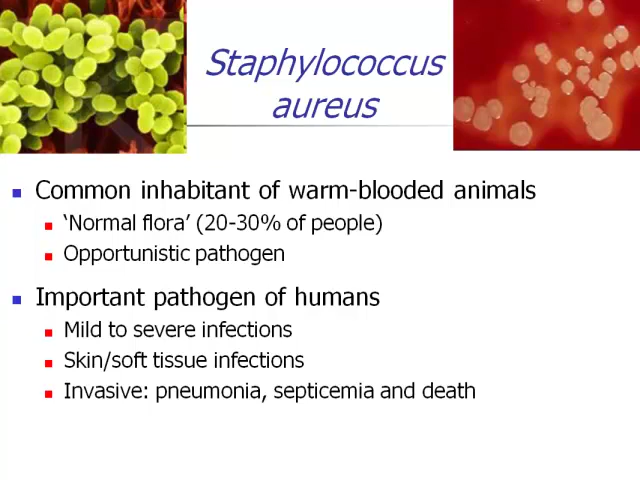 Staphylococcus
aureus
Common inhabitant of warm-blooded animals
‘Normal flora’ (20-30% of people)
Opportunistic pathogen
Important pathogen of humans
Mild to severe infections
Skin/soft tissue infections
Invasive: pneumonia, septicemia and death